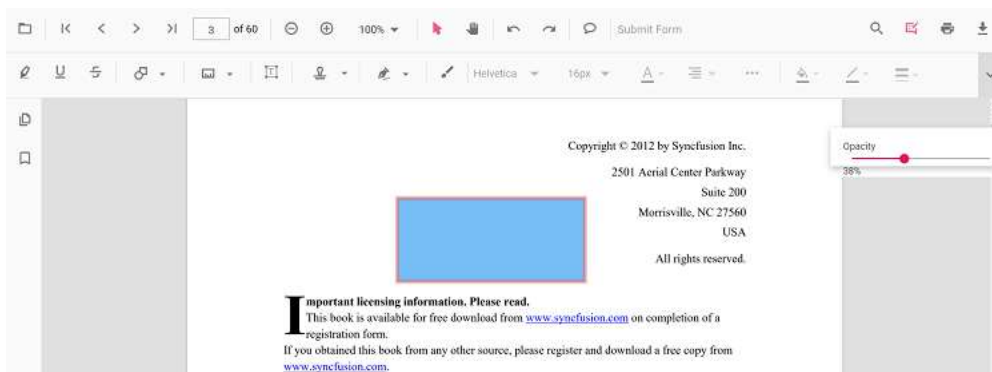 3 of 60 100% Submit Form
Helvetica 16px
Opacity
38%
Copyright © 2012 by Syncfusion Inc.
2501 Aerial Center Parkway
Suite 200
Morrisville, NC 27560
USA
All rights reserved.
Important licensing information. Please read.
This book is available for free download from www.syncfusion.com on completion of a
registration form.
If you obtained this book from any other source, please register and download a free copy from
www.syncfusion.com.